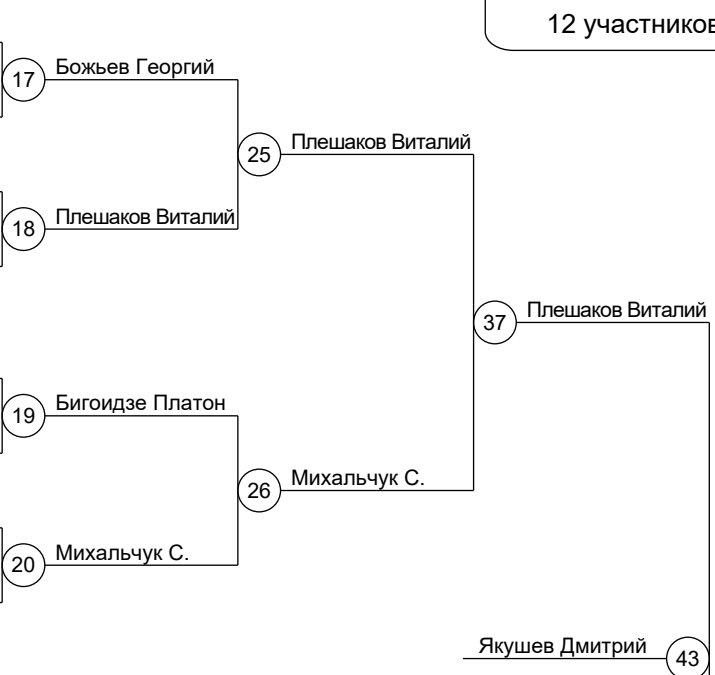 12 участников
17 Божьев Георгий
25 Плешаков Виталий
18 Плешаков Виталий
37 Плешаков Виталий
19 Бигоидзе Платон
26 Михальчук С.
20 Михальчук С.
Якушев Дмитрий 43